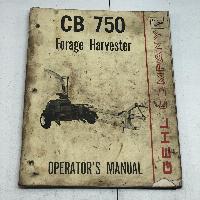 CB 750
Forage Harvester
GEHL COMPANY
OPERATOR'S MANUAL